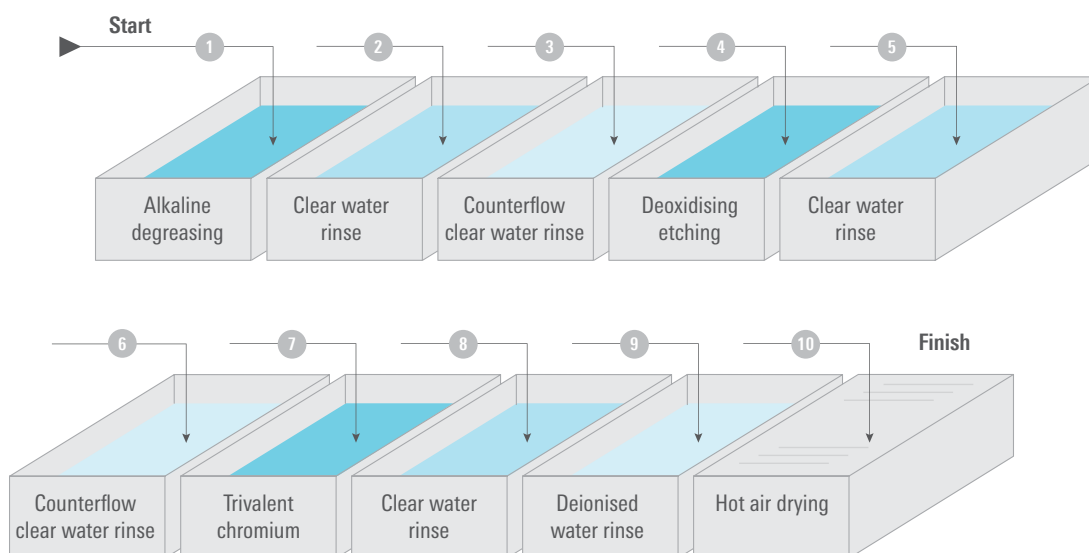 Start
1
2
3
4
5
Alkaline
degreasing
Clear water
rinse
Counterflow
clear water rinse
Deoxidising
etching
Clear water
rinse
6
7
8
9
10
Finish
Counterflow
clear water rinse
Trivalent
chromium
Clear water
rinse
Deionised
water rinse
Hot air drying